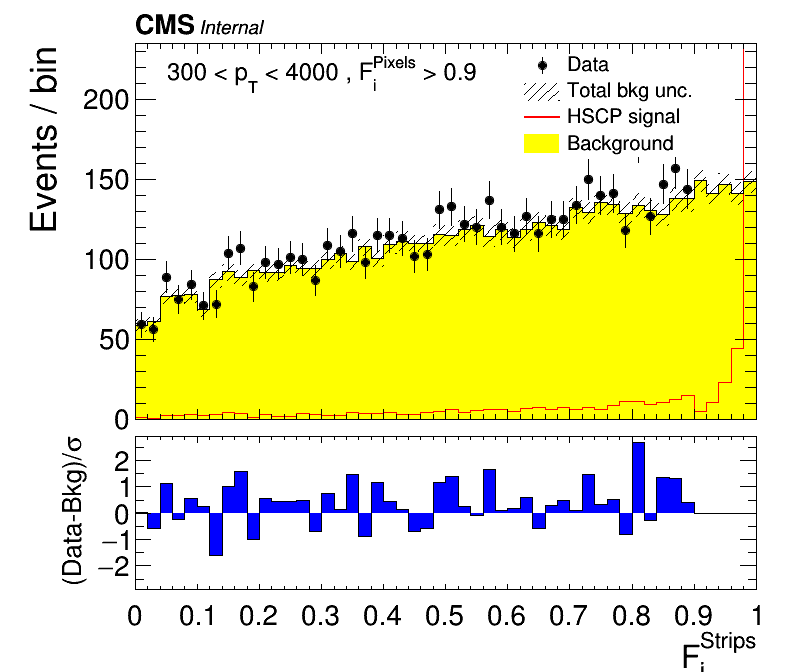 CMS Internal
300 < p_T < 4000 , F_i^Pixels > 0.9
Data
Total bkg unc.
HSCP signal
Background
Events / bin
200
150
100
50
0
(Data-Bkg)/σ
2
1
0
−1
−2
0 0.1 0.2 0.3 0.4 0.5 0.6 0.7 0.8 0.9 1
F_i^Strips